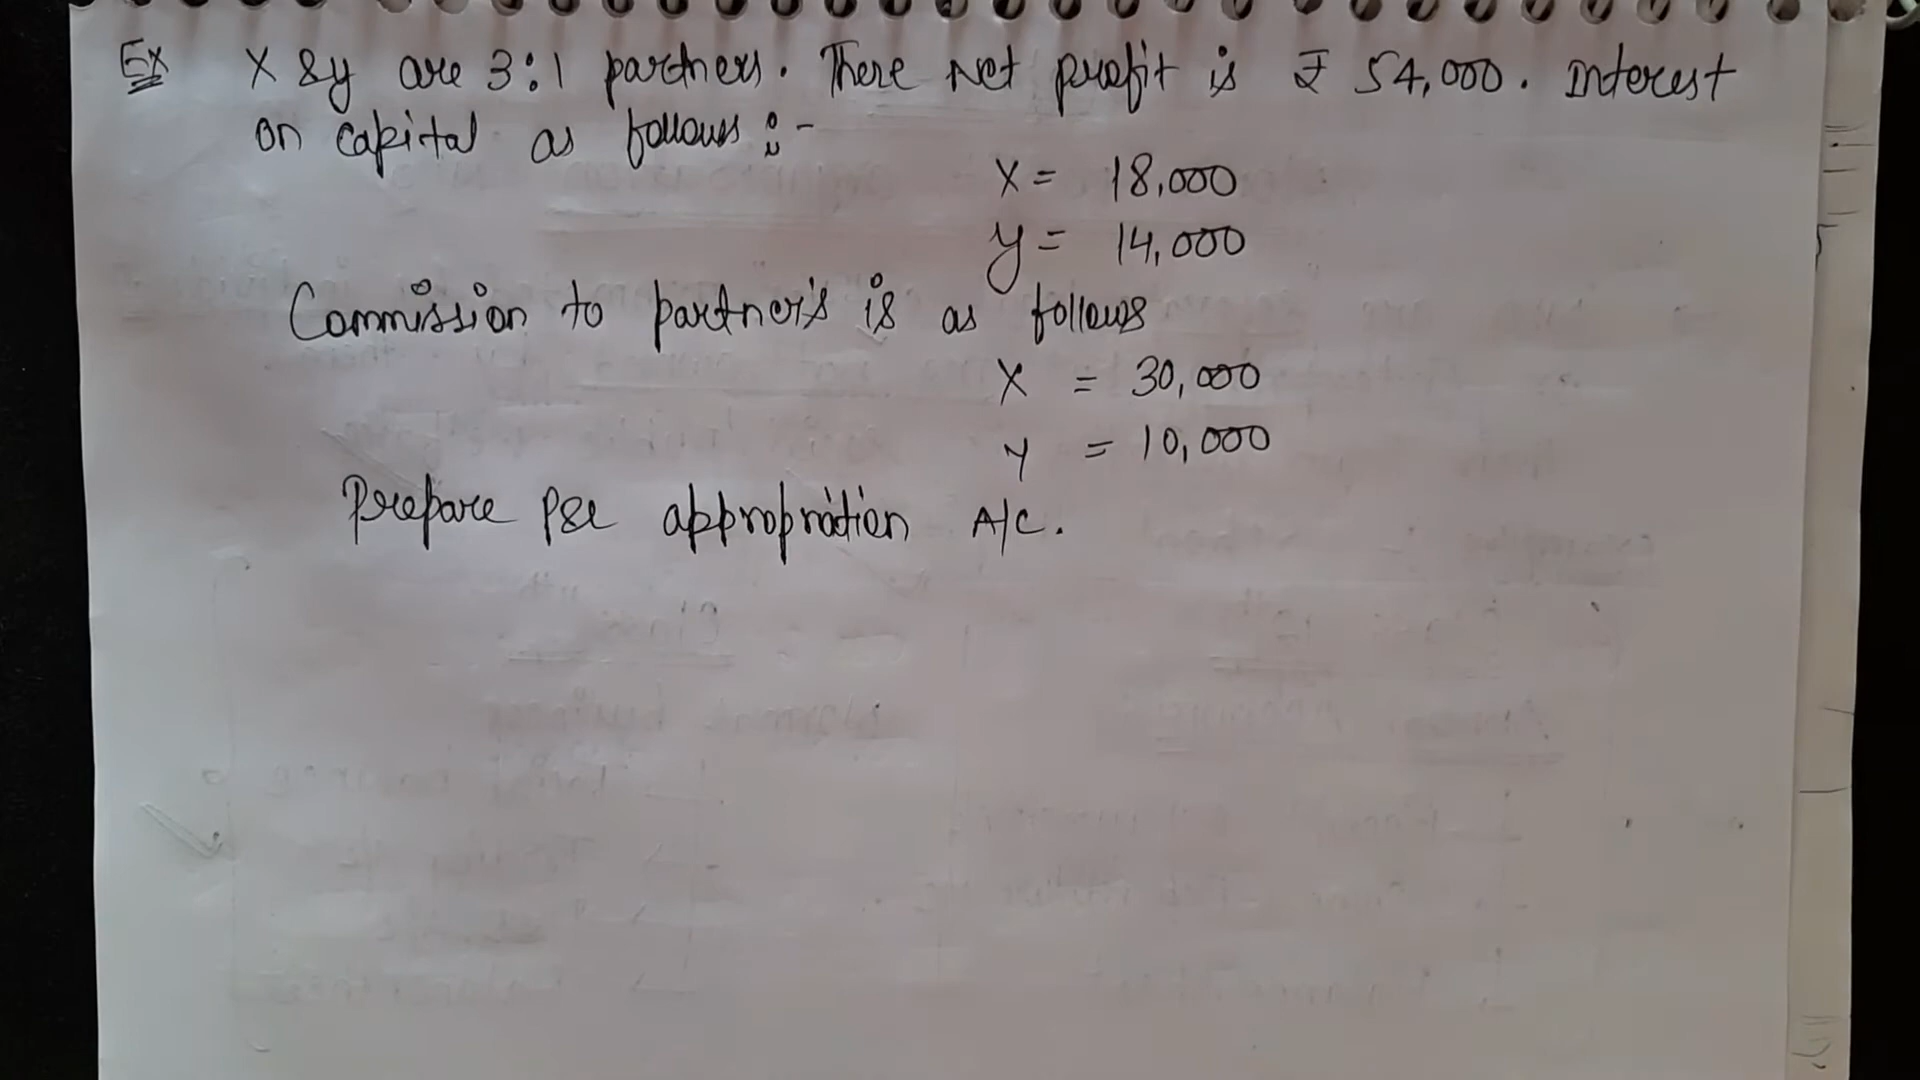 Ex X & y are 3:1 partners. There Net profit is ₹ 54,000. Interest
on capital as follows :-
X = 18,000
y = 14,000
Commission to partner's is as follows
X = 30,000
y = 10,000
Prepare P&L appropriation A/C.